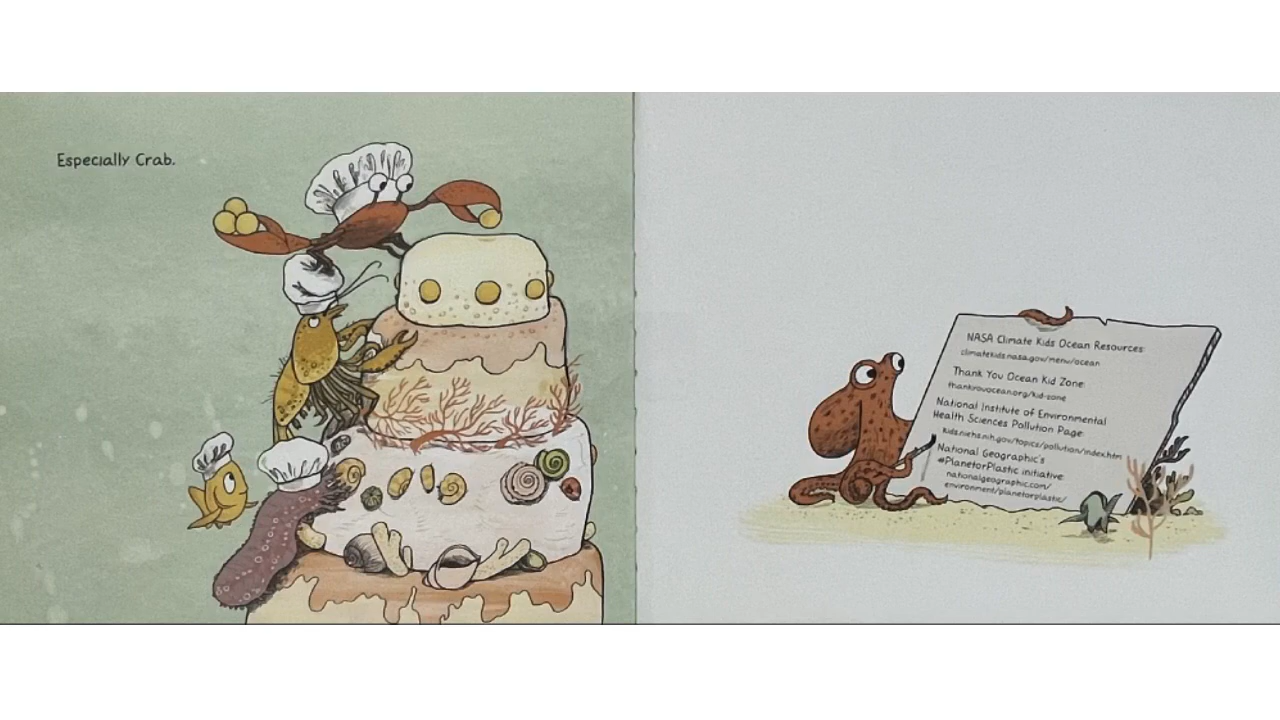 Especially Crab.
NASA Climate Kids Ocean Resources:
climatekids.nasa.gov/menu/ocean
Thank You Ocean Kid Zone:
thankyouocean.org/kid-zone
National Institute of Environmental
Health Sciences Pollution Page:
kids.niehs.nih.gov/topics/pollution/index.htm
National Geographic's
#PlanetorPlastic initiative:
nationalgeographic.com/
environment/planetorplastic/